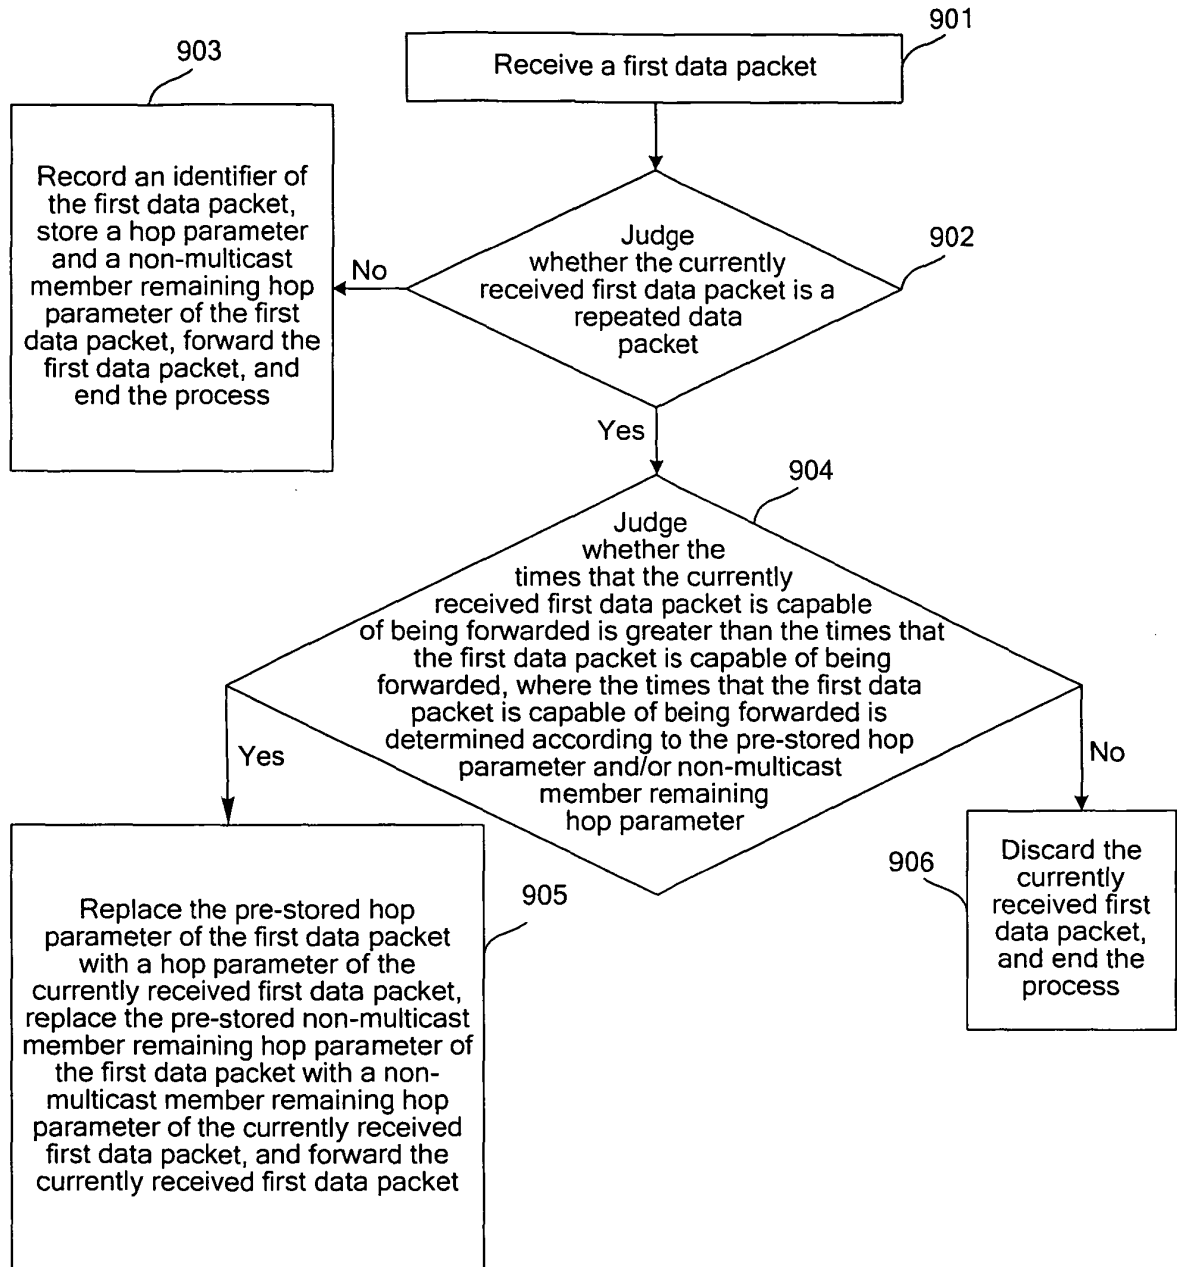 901
Receive a first data packet
903
Record an identifier of
the first data packet,
store a hop parameter
and a non-multicast
member remaining hop
parameter of the first
data packet, forward the
first data packet, and
end the process
No
902
Judge
whether the currently
received first data packet is a
repeated data
packet
Yes
904
Judge
whether the
times that the currently
received first data packet is capable
of being forwarded is greater than the times that
the first data packet is capable of being
forwarded, where the times that the first data
packet is capable of being forwarded is
determined according to the pre-stored hop
parameter and/or non-multicast
member remaining
hop parameter
Yes
No
905
Replace the pre-stored hop
parameter of the first data packet
with a hop parameter of the
currently received first data packet,
replace the pre-stored non-multicast
member remaining hop parameter of
the first data packet with a non-
multicast member remaining hop
parameter of the currently received
first data packet, and forward the
currently received first data packet
906
Discard the
currently
received first
data packet,
and end the
process